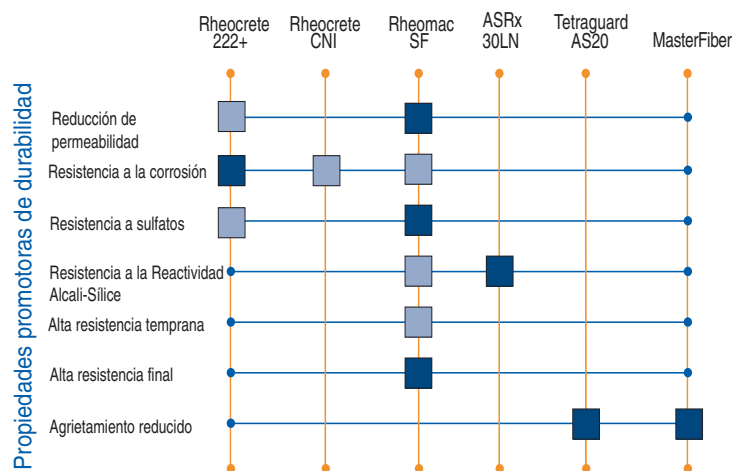 Rheocrete
222+
Rheocrete
CNI
Rheomac
SF
ASRx
30LN
Tetraguard
AS20
MasterFiber
Propiedades promotoras de durabilidad
Reducción de
permeabilidad
Resistencia a la corrosión
Resistencia a sulfatos
Resistencia a la Reactividad
Alcali-Sílice
Alta resistencia temprana
Alta resistencia final
Agrietamiento reducido